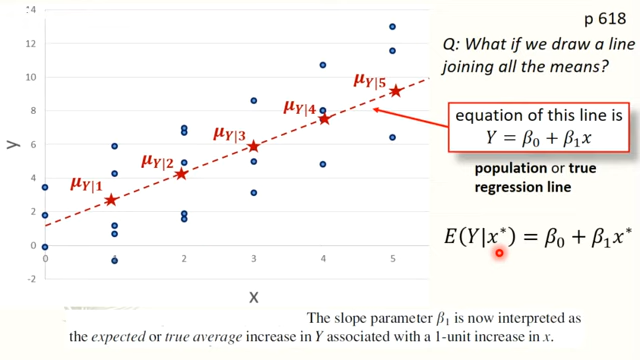 p 618
Q: What if we draw a line
joining all the means?
equation of this line is
Y = β₀ + β₁x
population or true
regression line
E(Y|x*) = β₀ + β₁x*
The slope parameter β₁ is now interpreted as
the expected or true average increase in Y associated with a 1-unit increase in x.
14
12
10
8
6
4
2
0
-2
y
0 1 2 3 4 5
X
μY|1
μY|2
μY|3
μY|4
μY|5